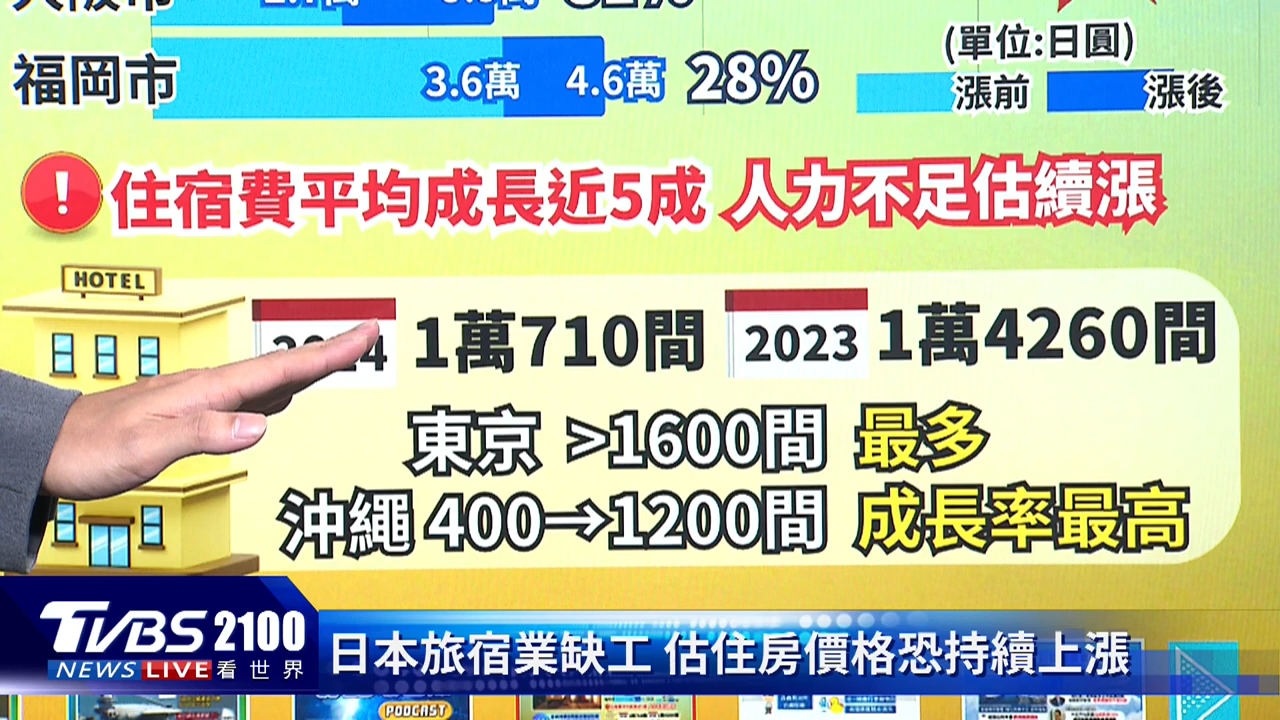 福岡市 3.6萬 4.6萬 28%
(單位:日圓)
漲前 漲後
! 住宿費平均成長近5成 人力不足估續漲
HOTEL
1萬710間 2023 1萬4260間
東京 >1600間 最多
沖繩 400→1200間 成長率最高
TVBS 2100
NEWS LIVE 看世界
日本旅宿業缺工 估住房價格恐持續上漲
PODCAST